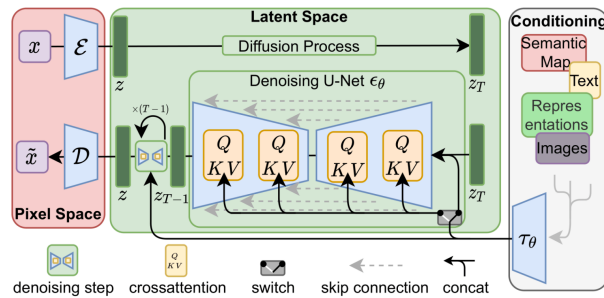 Latent Space
Conditioning
x
ℰ
Diffusion Process
Semantic
Map
Text
Repres
entations
Images
z
z_T
Denoising U-Net ϵ_θ
×(T−1)
Q
KV
Q
KV
Q
KV
Q
KV
x̃
𝒟
z
z_{T−1}
z_T
Pixel Space
τ_θ
denoising step
Q
KV
crossattention
switch
skip connection
concat